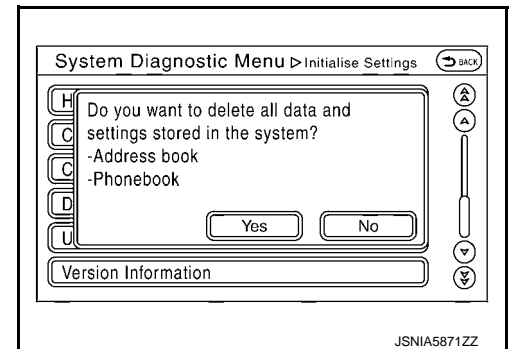 System Diagnostic Menu ▷ Initialise Settings
BACK
H
C
C
D
U
Do you want to delete all data and
settings stored in the system?
-Address book
-Phonebook
Yes
No
Version Information
JSNIA5871ZZ